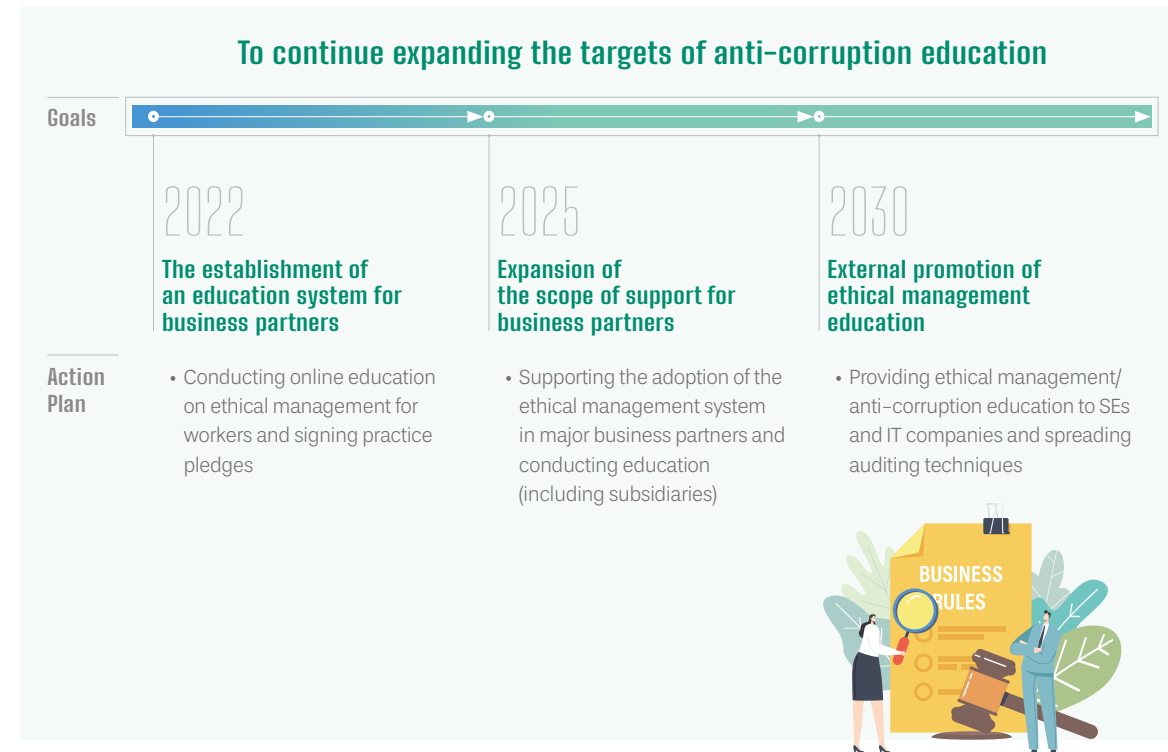 To continue expanding the targets of anti-corruption education
Goals
2022
The establishment of
an education system for
business partners
2025
Expansion of
the scope of support for
business partners
2030
External promotion of
ethical management
education
Action
Plan
• Conducting online education
on ethical management for
workers and signing practice
pledges
• Supporting the adoption of the
ethical management system
in major business partners and
conducting education
(including subsidiaries)
• Providing ethical management/
anti-corruption education to SEs
and IT companies and spreading
auditing techniques
BUSINESS
RULES